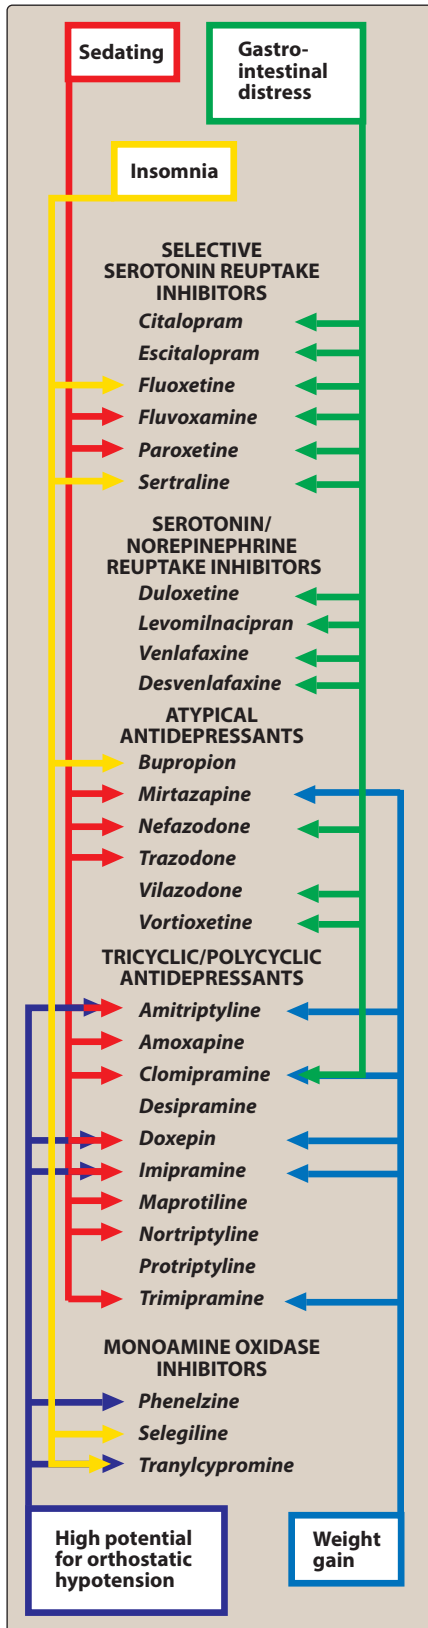 Sedating
Gastro-
intestinal
distress
Insomnia
SELECTIVE
SEROTONIN REUPTAKE
INHIBITORS
Citalopram
Escitalopram
Fluoxetine
Fluvoxamine
Paroxetine
Sertraline
SEROTONIN/
NOREPINEPHRINE
REUPTAKE INHIBITORS
Duloxetine
Levomilnacipran
Venlafaxine
Desvenlafaxine
ATYPICAL
ANTIDEPRESSANTS
Bupropion
Mirtazapine
Nefazodone
Trazodone
Vilazodone
Vortioxetine
TRICYCLIC/POLYCYCLIC
ANTIDEPRESSANTS
Amitriptyline
Amoxapine
Clomipramine
Desipramine
Doxepin
Imipramine
Maprotiline
Nortriptyline
Protriptyline
Trimipramine
MONOAMINE OXIDASE
INHIBITORS
Phenelzine
Selegiline
Tranylcypromine
High potential
for orthostatic
hypotension
Weight
gain